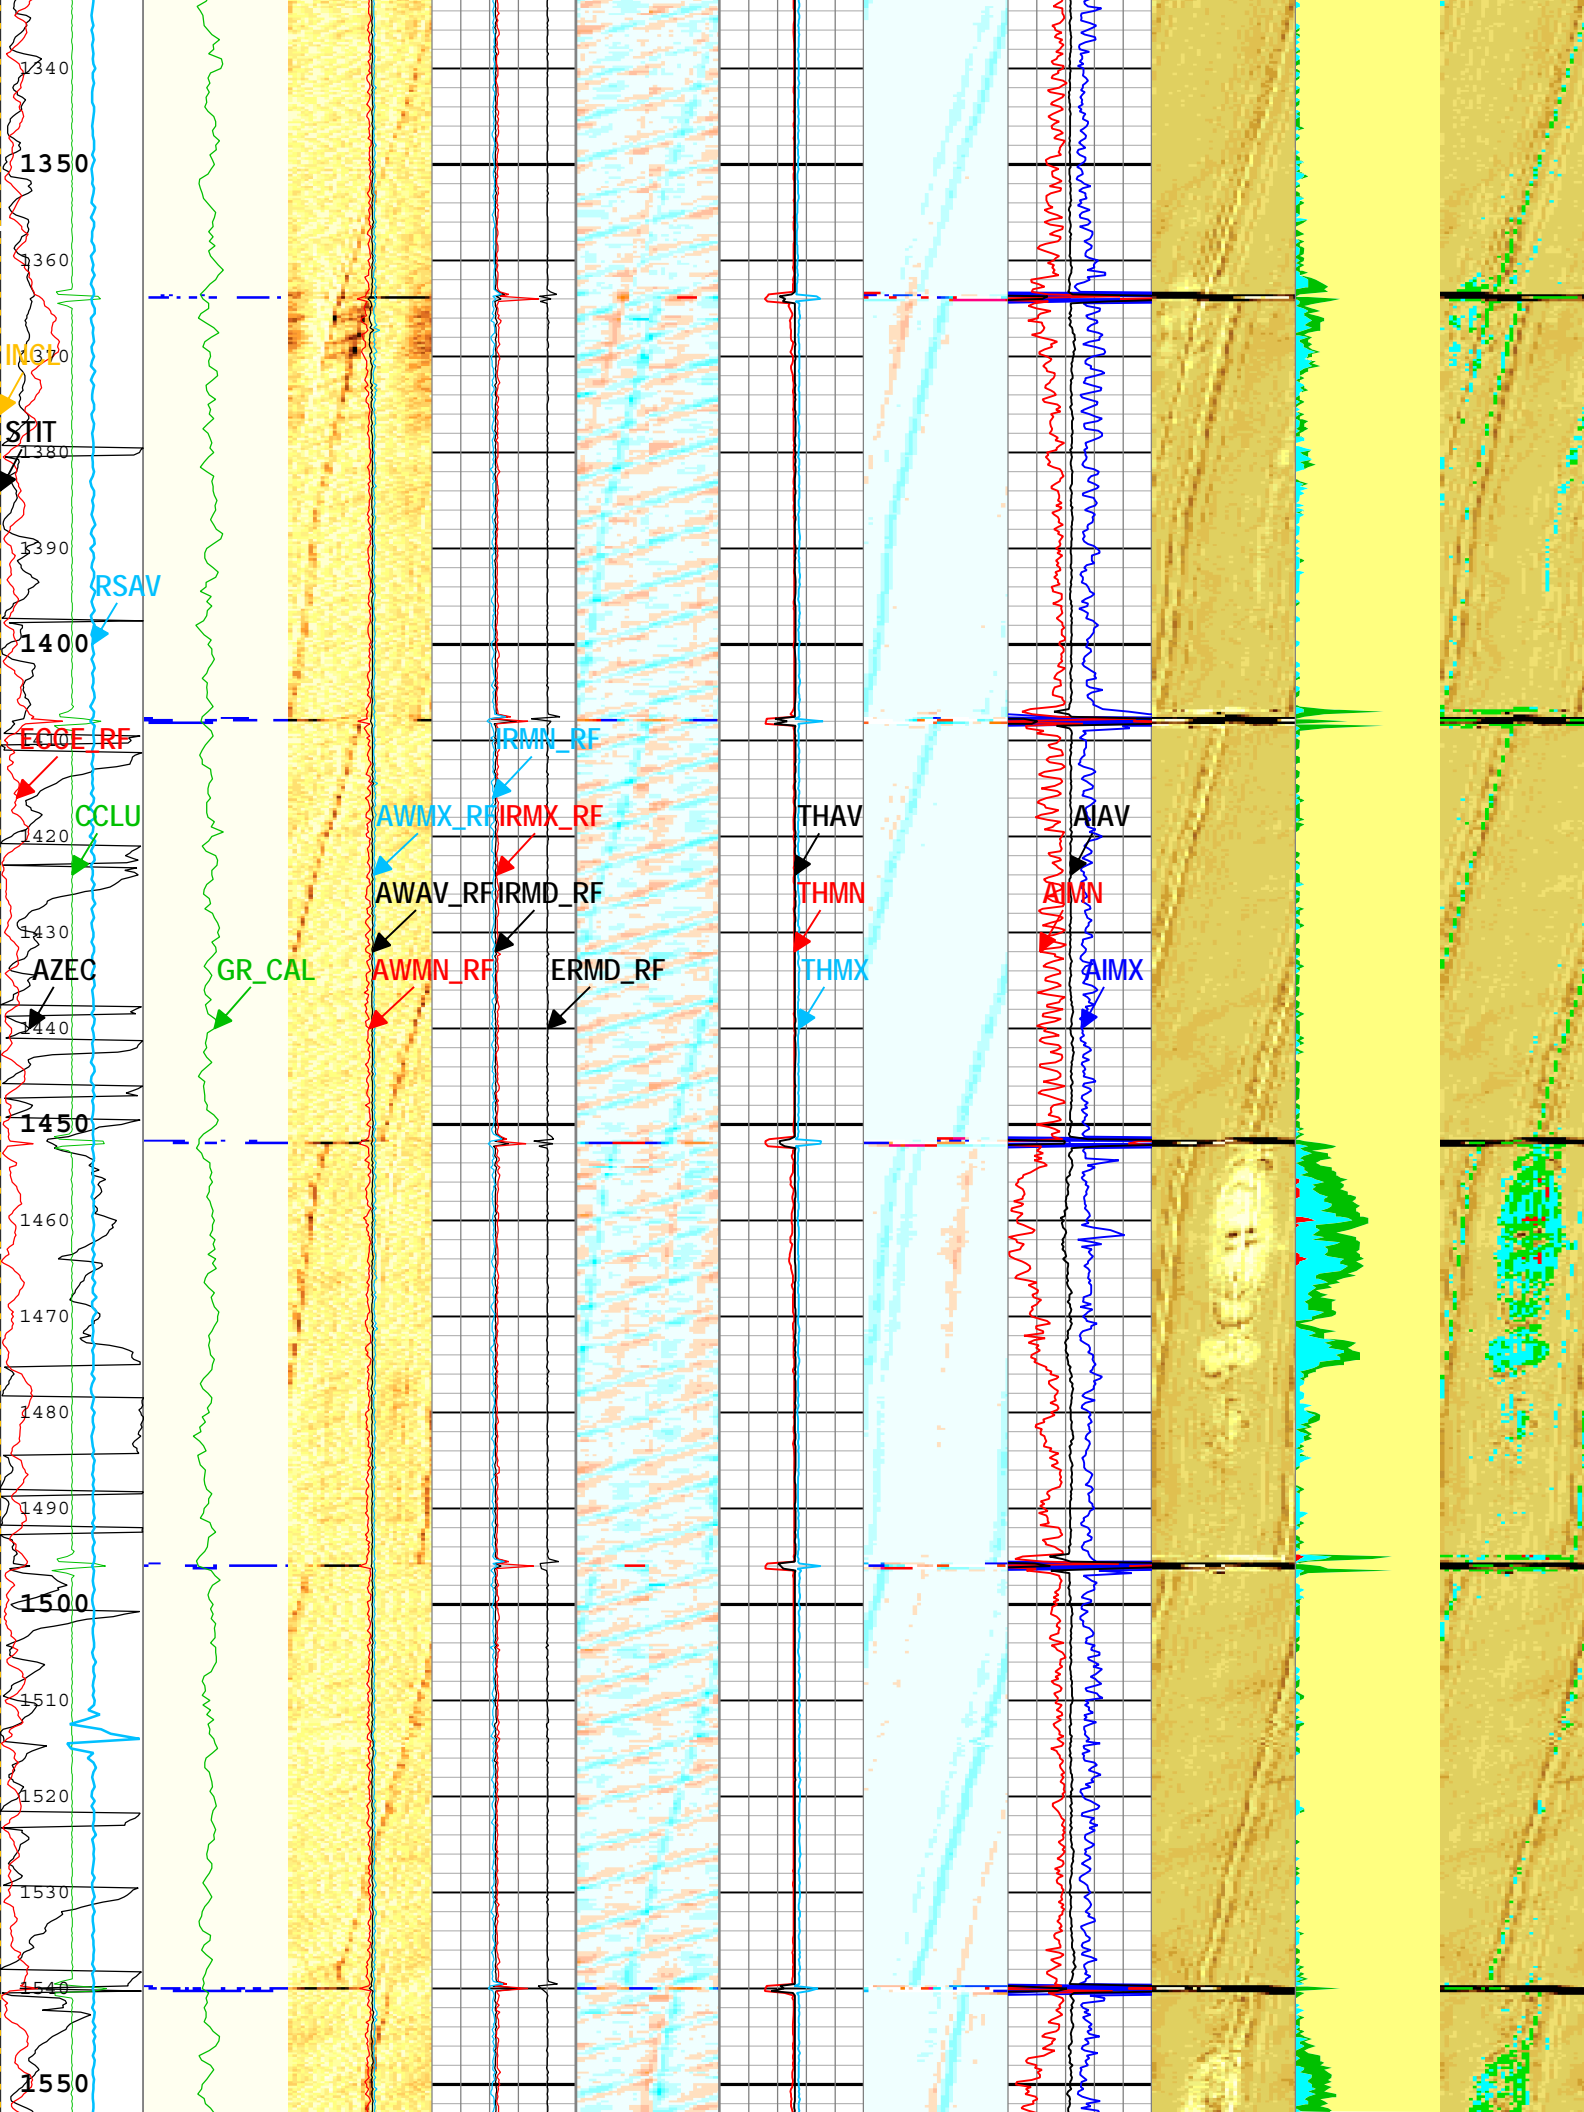 1340
1350
1360
INCL
1370
STIT
1380
1390
RSAV
1400
ECCE_RF
1410
IRMN_RF
CCLU
AWMX_RF
IRMX_RF
THAV
AIAV
1420
AWAV_RF
IRMD_RF
THMN
AIMN
1430
AZEC
GR_CAL
AWMN_RF
ERMD_RF
THMX
AIMX
1440
1450
1460
1470
1480
1490
1500
1510
1520
1530
1540
1550